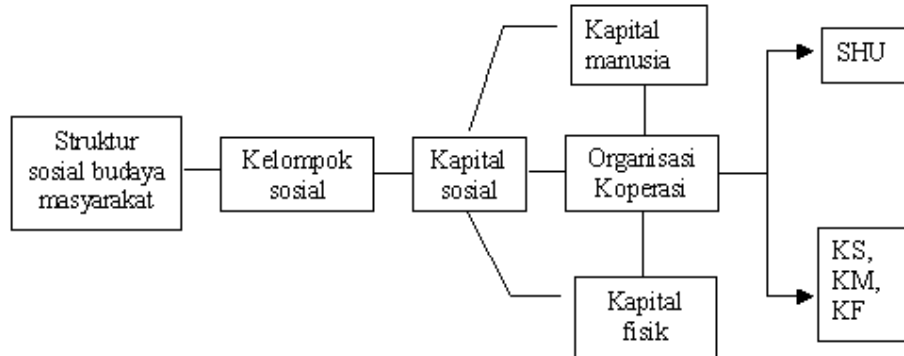 Struktur
sosial budaya
masyarakat
Kelompok
sosial
Kapital
sosial
Kapital
manusia
Organisasi
Koperasi
Kapital
fisik
SHU
KS,
KM,
KF